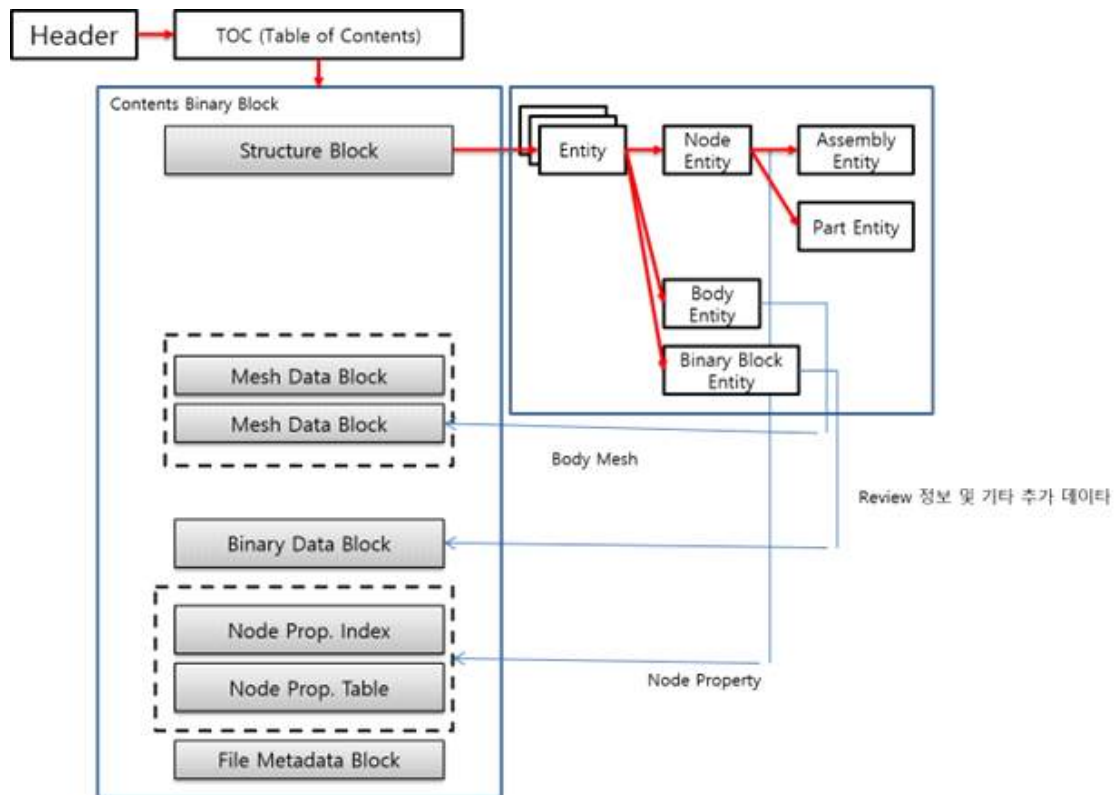 Header
TOC (Table of Contents)
Contents Binary Block
Structure Block
Entity
Node
Entity
Assembly
Entity
Part Entity
Body
Entity
Binary Block
Entity
Mesh Data Block
Mesh Data Block
Body Mesh
Review 정보 및 기타 추가 데이타
Binary Data Block
Node Prop. Index
Node Prop. Table
Node Property
File Metadata Block